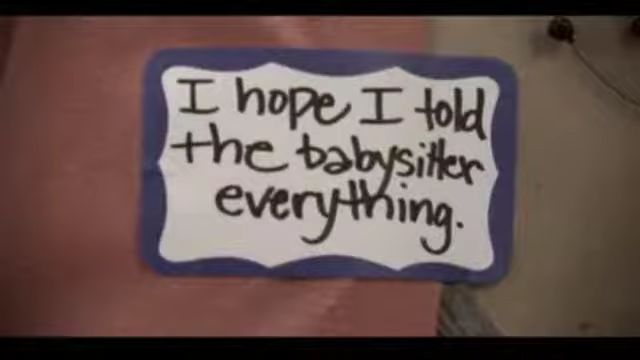 I hope I told
the babysitter
everything.